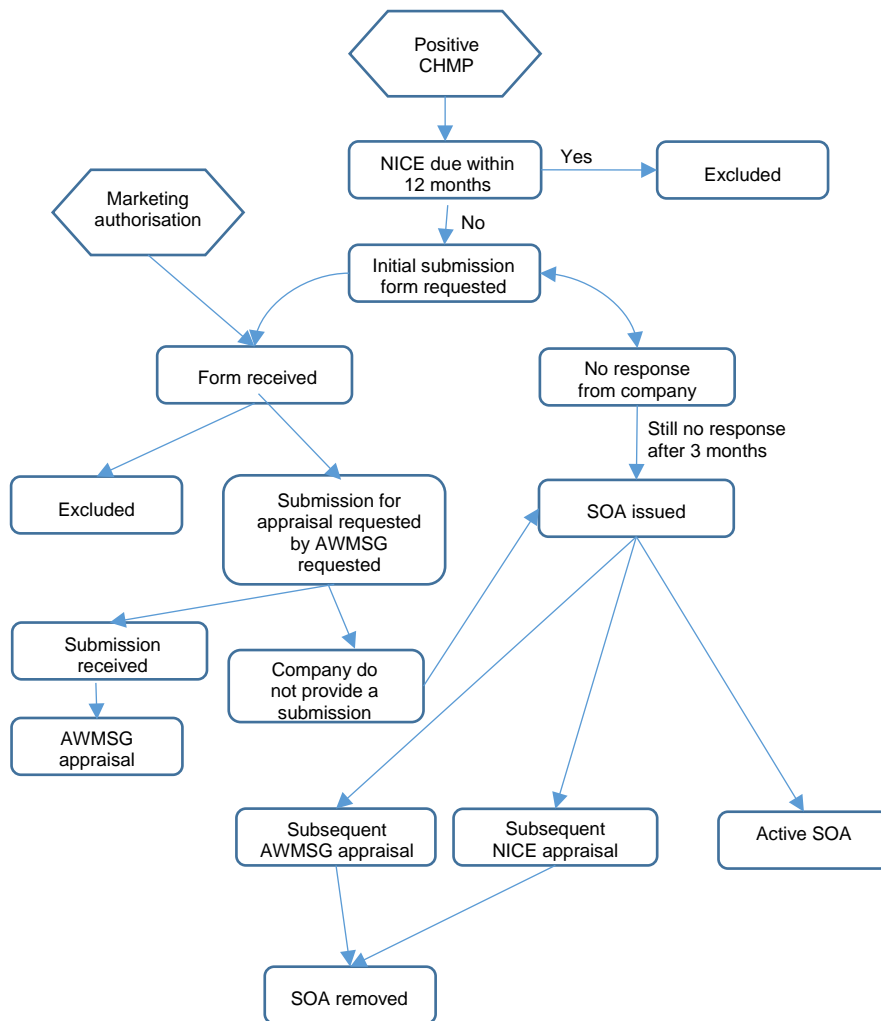 Positive
CHMP
NICE due within
12 months
Yes
Excluded
Marketing
authorisation
No
Initial submission
form requested
Form received
No response
from company
Still no response
after 3 months
Excluded
Submission for
appraisal requested
by AWMSG
requested
SOA issued
Submission
received
Company do
not provide a
submission
AWMSG
appraisal
Subsequent
AWMSG appraisal
Subsequent
NICE appraisal
Active SOA
SOA removed